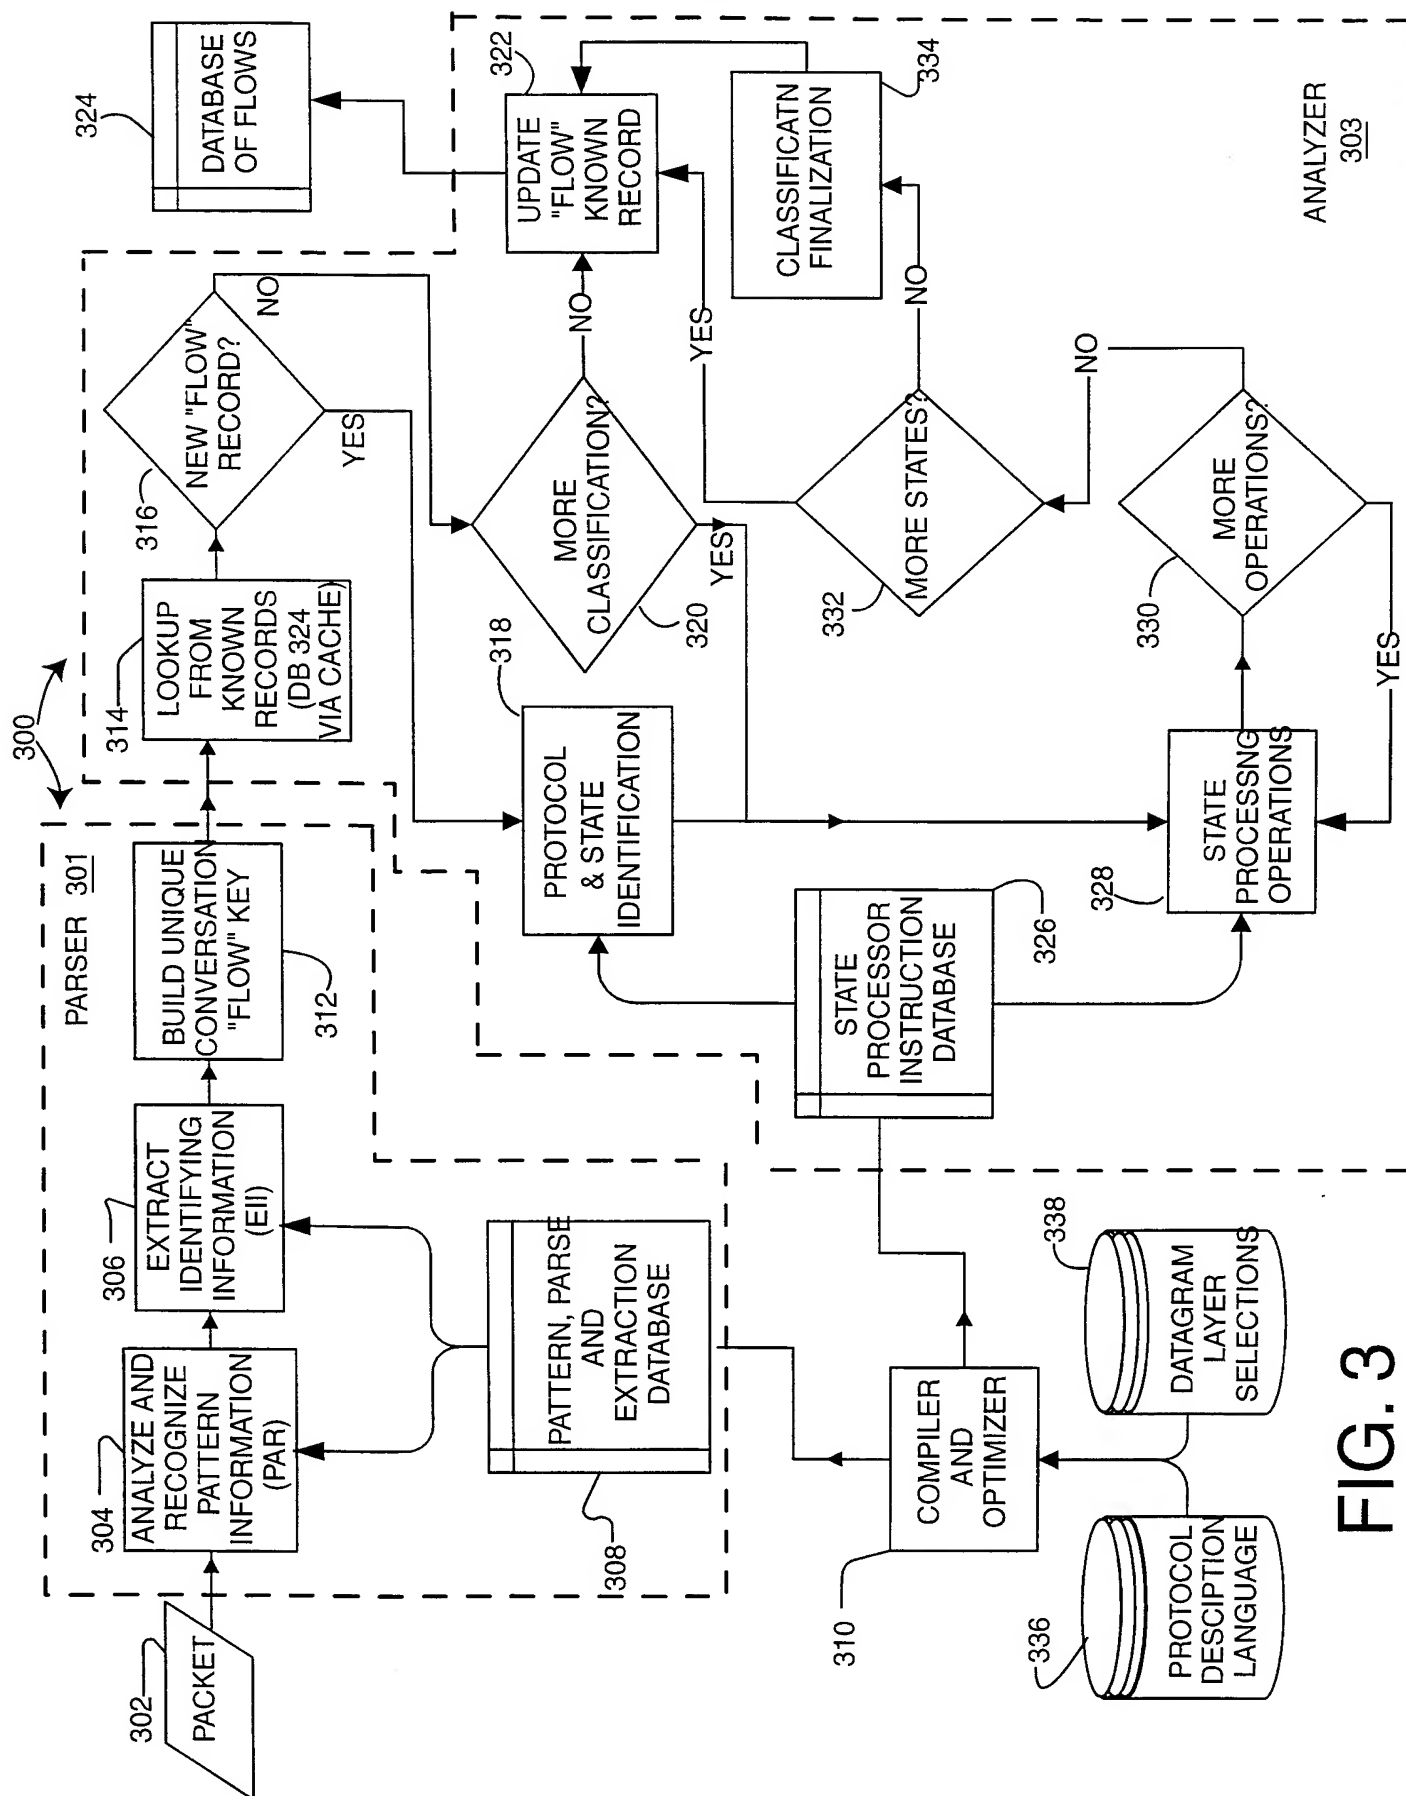 300
PARSER 301
302
PACKET
304
ANALYZE AND
RECOGNIZE
PATTERN
INFORMATION
(PAR)
306
EXTRACT
IDENTIFYING
INFORMATION
(EII)
BUILD UNIQUE
CONVERSATION
"FLOW" KEY
312
314
LOOKUP
FROM
KNOWN
RECORDS
(DB 324
VIA CACHE)
316
NEW "FLOW"
RECORD?
NO
YES
324
DATABASE
OF FLOWS
PATTERN, PARSE
AND
EXTRACTION
DATABASE
308
318
PROTOCOL
& STATE
IDENTIFICATION
MORE
CLASSIFICATION?
320
NO
YES
322
UPDATE
"FLOW"
KNOWN
RECORD
STATE
PROCESSOR
INSTRUCTION
DATABASE
326
332
MORE STATES?
YES
NO
CLASSIFICATN
FINALIZATION
334
310
COMPILER
AND
OPTIMIZER
328
STATE
PROCESSNG
OPERATIONS
330
MORE
OPERATIONS?
NO
YES
336
PROTOCOL
DESCIPTION
LANGUAGE
338
DATAGRAM
LAYER
SELECTIONS
ANALYZER
303
FIG. 3